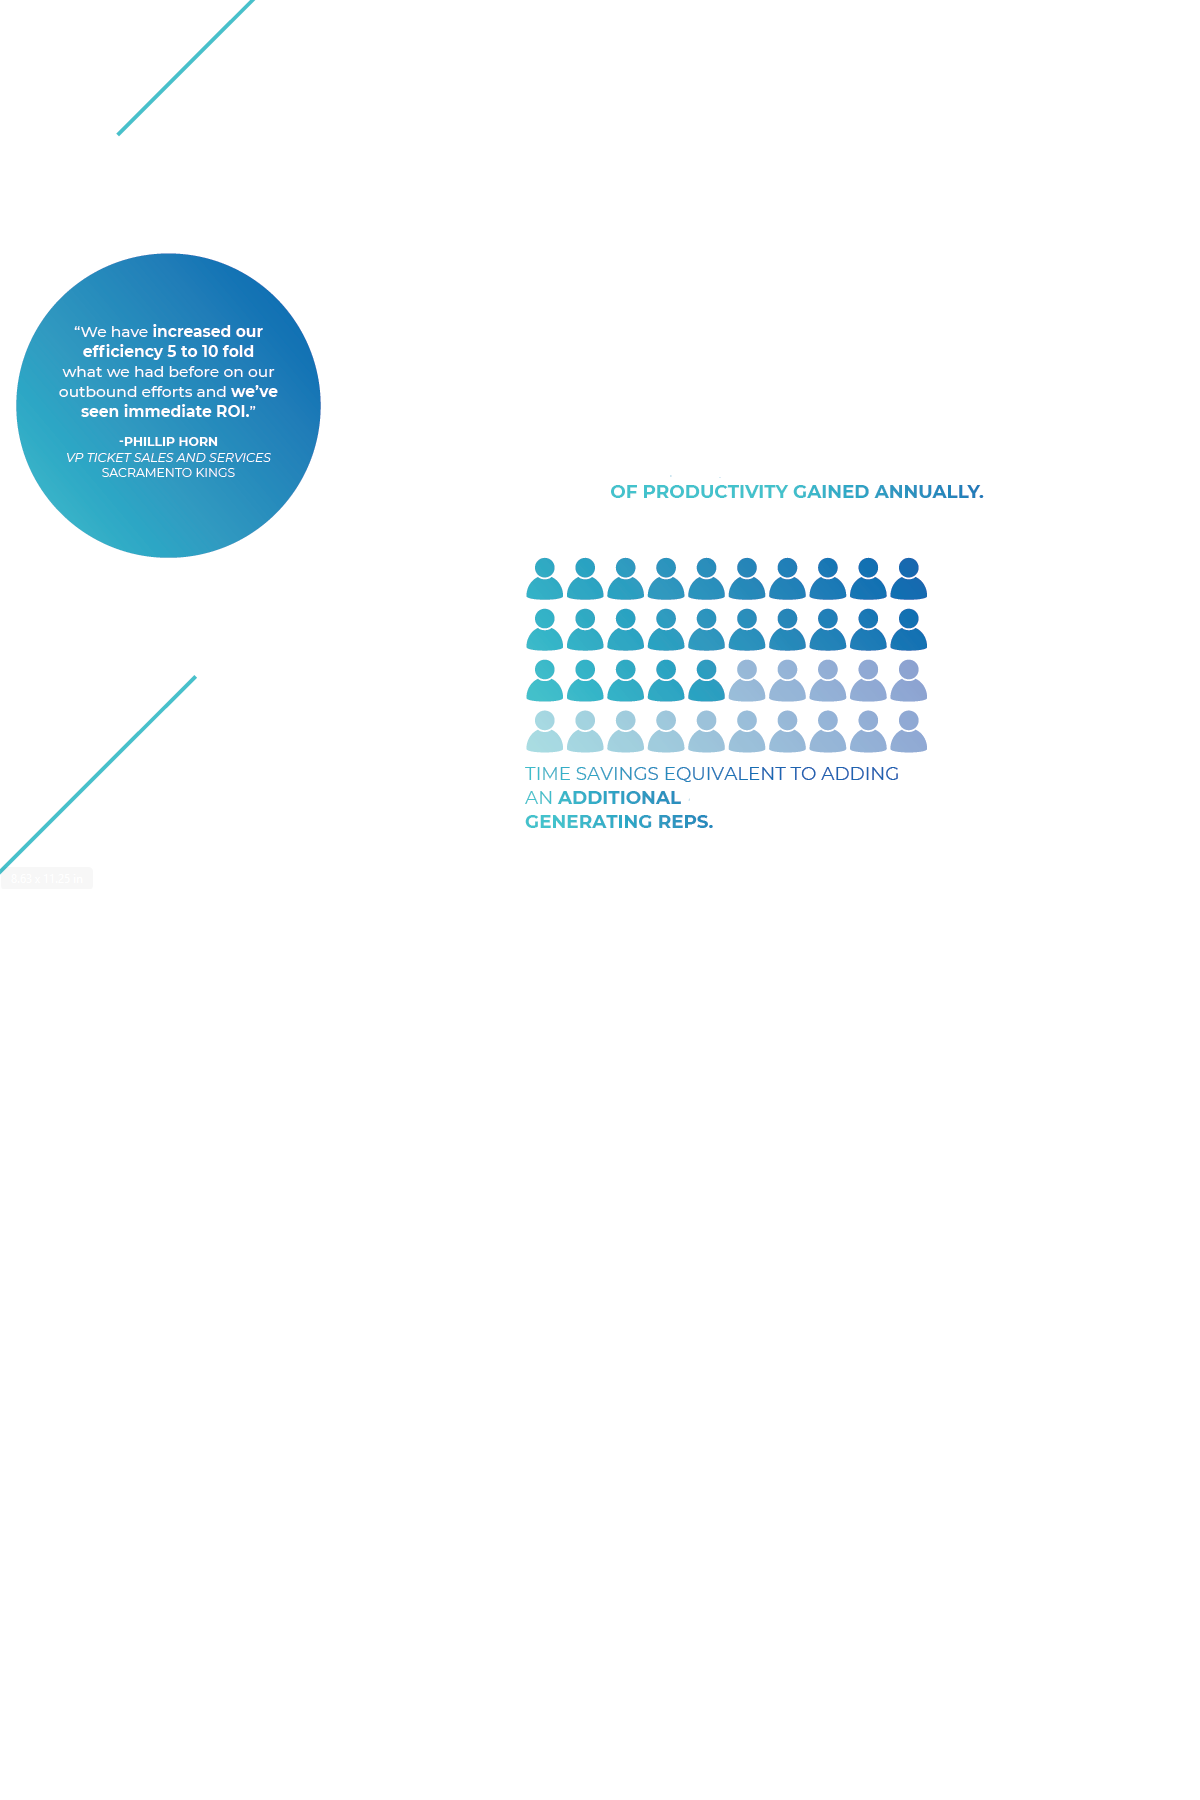 “We have increased our
efficiency 5 to 10 fold
what we had before on our
outbound efforts and we’ve
seen immediate ROI.”
-PHILLIP HORN
VP TICKET SALES AND SERVICES
SACRAMENTO KINGS
OF PRODUCTIVITY GAINED ANNUALLY.
TIME SAVINGS EQUIVALENT TO ADDING
AN ADDITIONAL
GENERATING REPS.